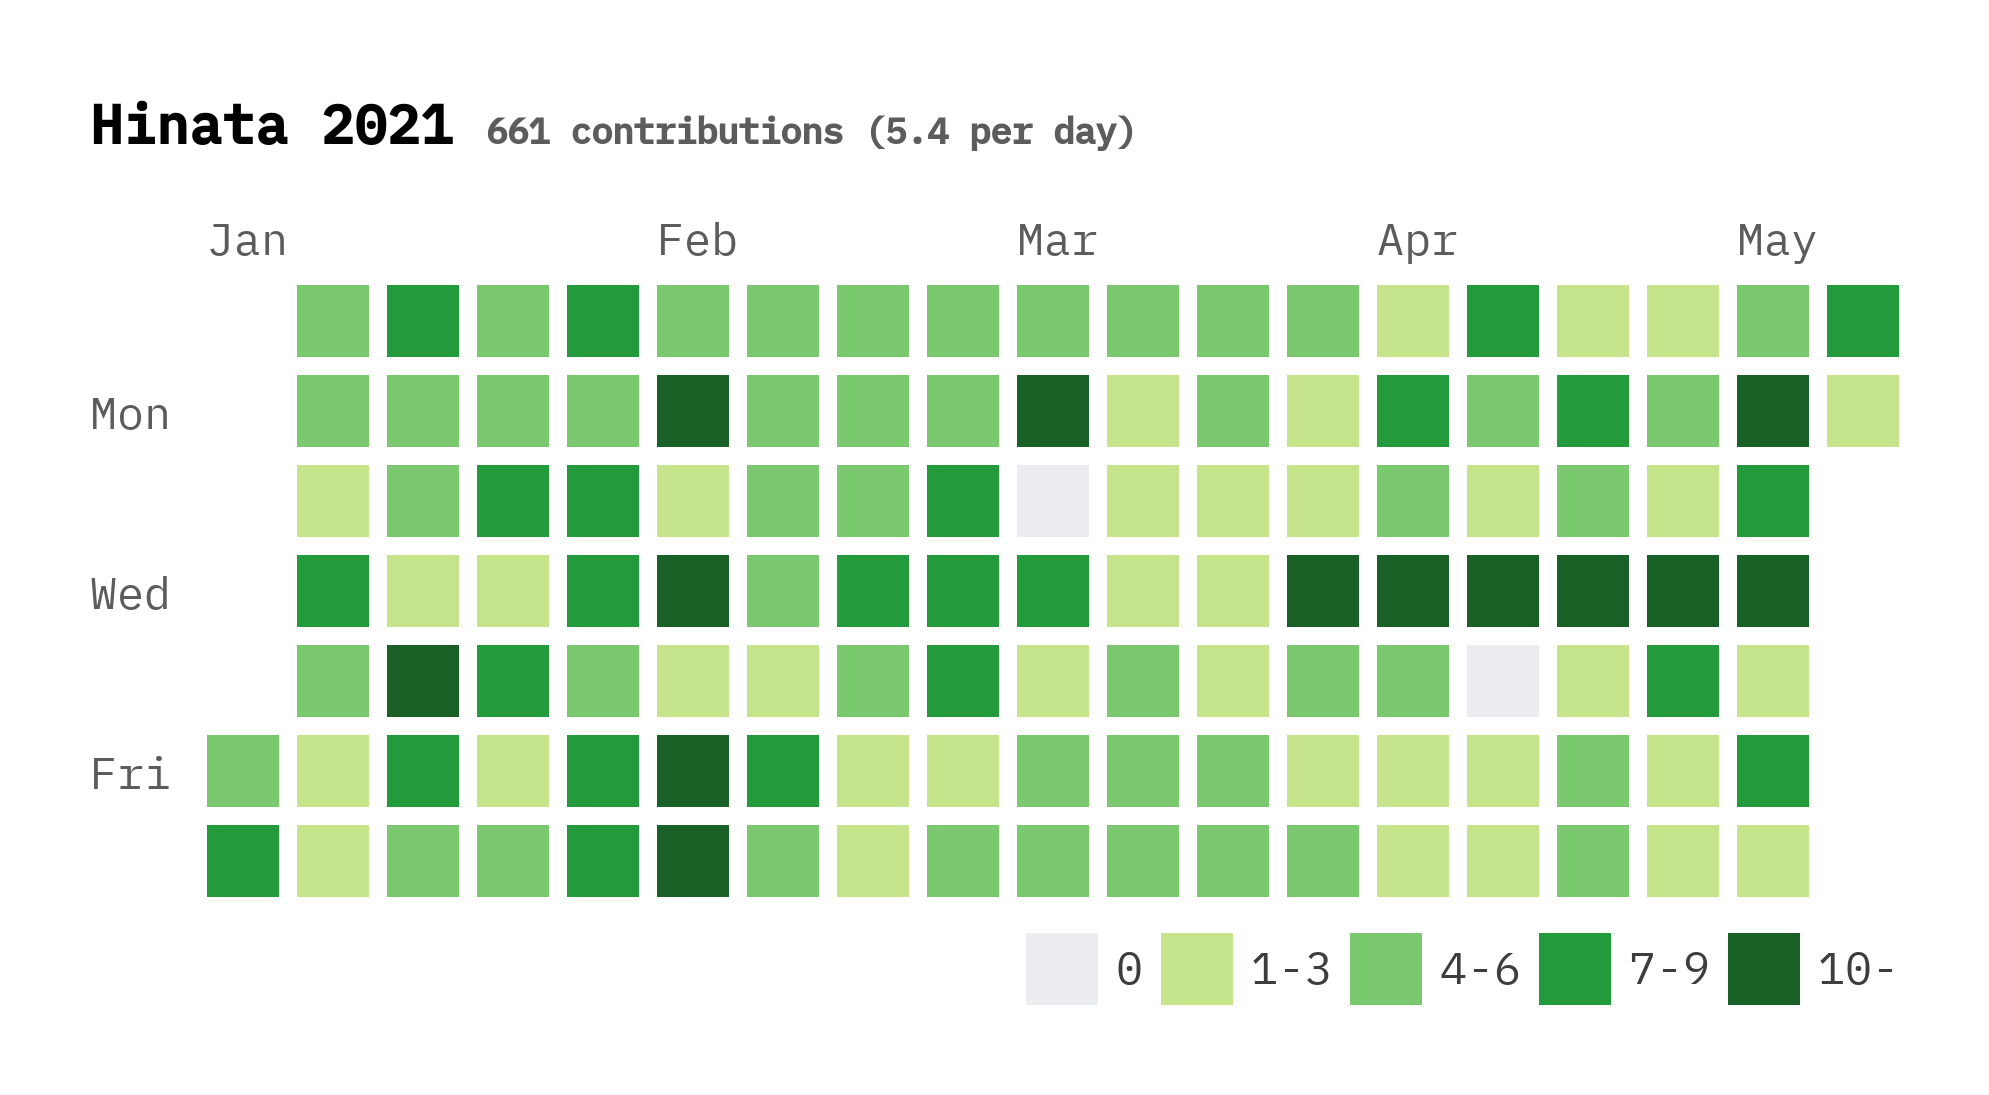 Hinata 2021 661 contributions (5.4 per day)
Jan Feb Mar Apr May
Mon
Wed
Fri
0 1-3 4-6 7-9 10-